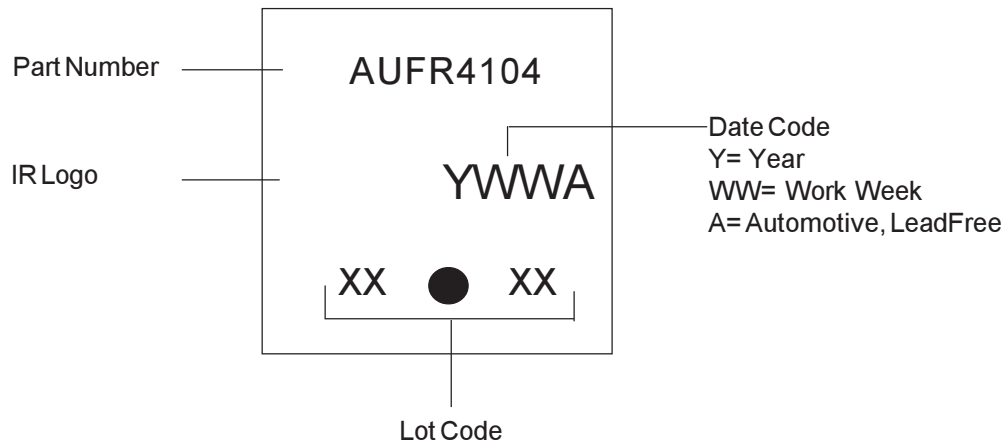 Part Number
AUFR4104
Date Code
Y= Year
WW= Work Week
A= Automotive, LeadFree
IR Logo
YWWA
XX XX
Lot Code